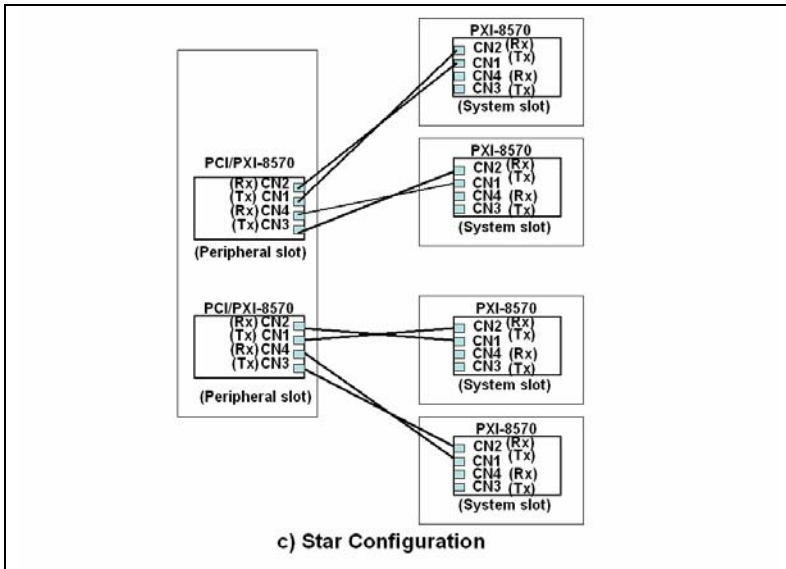 PXI-8570
CN2 (Rx)
CN1 (Tx)
CN4 (Rx)
CN3 (Tx)
(System slot)
PCI/PXI-8570
(Rx) CN2
(Tx) CN1
(Rx) CN4
(Tx) CN3
(Peripheral slot)
PXI-8570
CN2 (Rx)
CN1 (Tx)
CN4 (Rx)
CN3 (Tx)
(System slot)
PCI/PXI-8570
(Rx) CN2
(Tx) CN1
(Rx) CN4
(Tx) CN3
(Peripheral slot)
PXI-8570
CN2 (Rx)
CN1 (Tx)
CN4 (Rx)
CN3 (Tx)
(System slot)
PXI-8570
CN2 (Rx)
CN1 (Tx)
CN4 (Rx)
CN3 (Tx)
(System slot)
c) Star Configuration